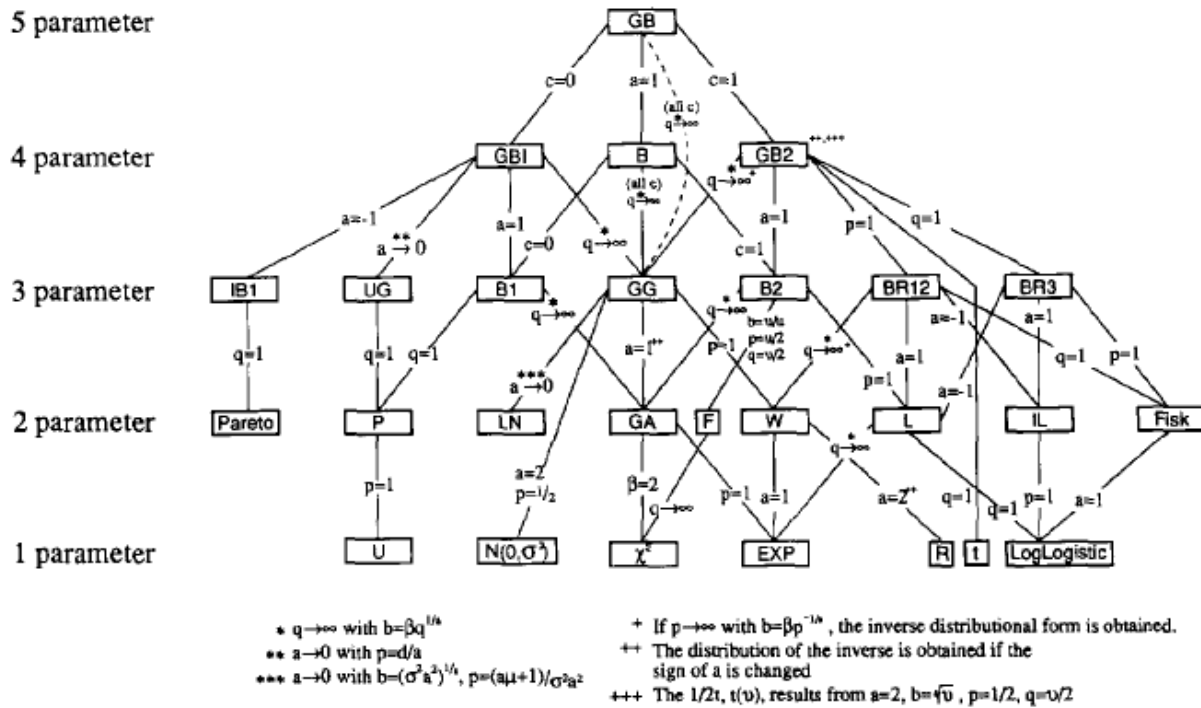 5 parameter GB
c=0 a=1 c=1
(all c)
q*→∞
4 parameter GB1 B GB2 ++,+++
(all c)
q*→∞ q*→∞+
a=-1 a**→0 a=1 c=0 q*→∞ c=1 a=1 p=1 q=1
3 parameter IB1 UG B1 GG B2 BR12 BR3
q*→∞ q*→∞ b=u/u a=-1 a=1
p=u/2
q=υ/2
q=1 q=1 q=1 a***→0 a=1++ p=1 q*→∞+ p=1 a=1 a=-1 q=1 p=1
2 parameter Pareto P LN GA F W L IL Fisk
p=1 a=2 β=2 p=1 a=1 q*→∞ p=1 a=1
p=1/2 q→∞ a=2++ q=1 q=1
1 parameter U N(0,σ²) χ² EXP R t LogLogistic
* q→∞ with b=βq^1/a
** a→0 with p=d/a
*** a→0 with b=(σ²a²)^1/a, p=(aμ+1)/σ²a²
+ If p→∞ with b=βp^-1/a , the inverse distributional form is obtained.
++ The distribution of the inverse is obtained if the
sign of a is changed
+++ The 1/2t, t(υ), results from a=2, b=√υ , p=1/2, q=υ/2